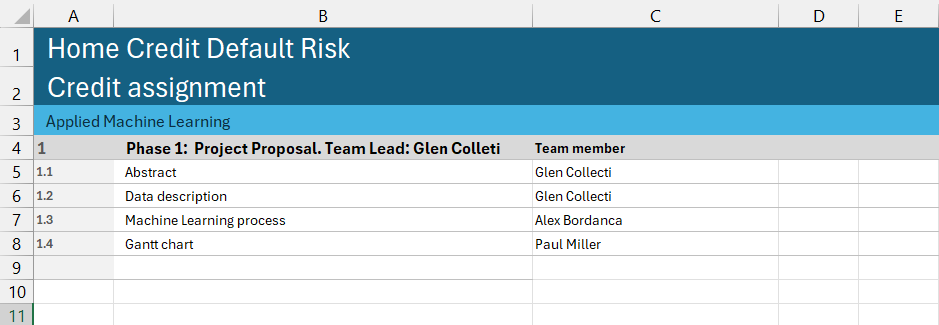 A B C D E
1 Home Credit Default Risk
2 Credit assignment
3 Applied Machine Learning
4 1 Phase 1: Project Proposal. Team Lead: Glen Colleti Team member
5 1.1 Abstract Glen Collecti
6 1.2 Data description Glen Collecti
7 1.3 Machine Learning process Alex Bordanca
8 1.4 Gantt chart Paul Miller
9
10
11